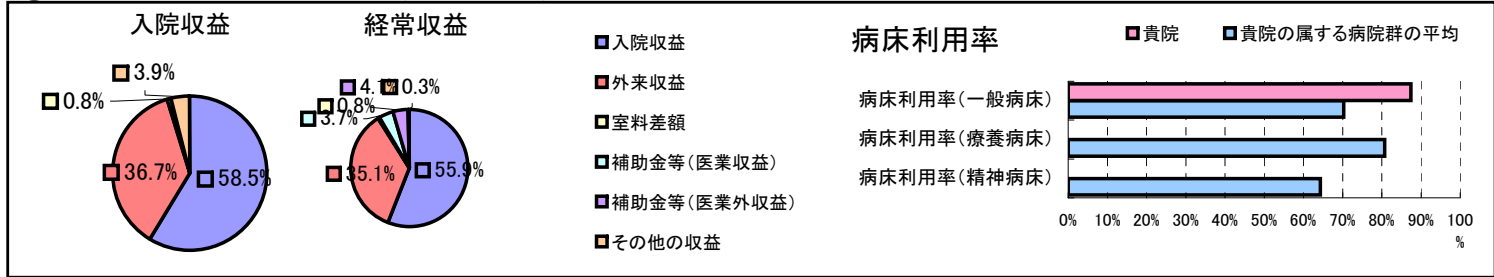 入院収益
3.9%
0.8%
36.7%
58.5%
経常収益
4.1%
0.3%
0.8%
3.7%
35.1%
55.9%
入院収益
外来収益
室料差額
補助金等(医業収益)
補助金等(医業外収益)
その他の収益
病床利用率
貴院
貴院の属する病院群の平均
病床利用率(一般病床)
病床利用率(療養病床)
病床利用率(精神病床)
0% 10% 20% 30% 40% 50% 60% 70% 80% 90% 100
%